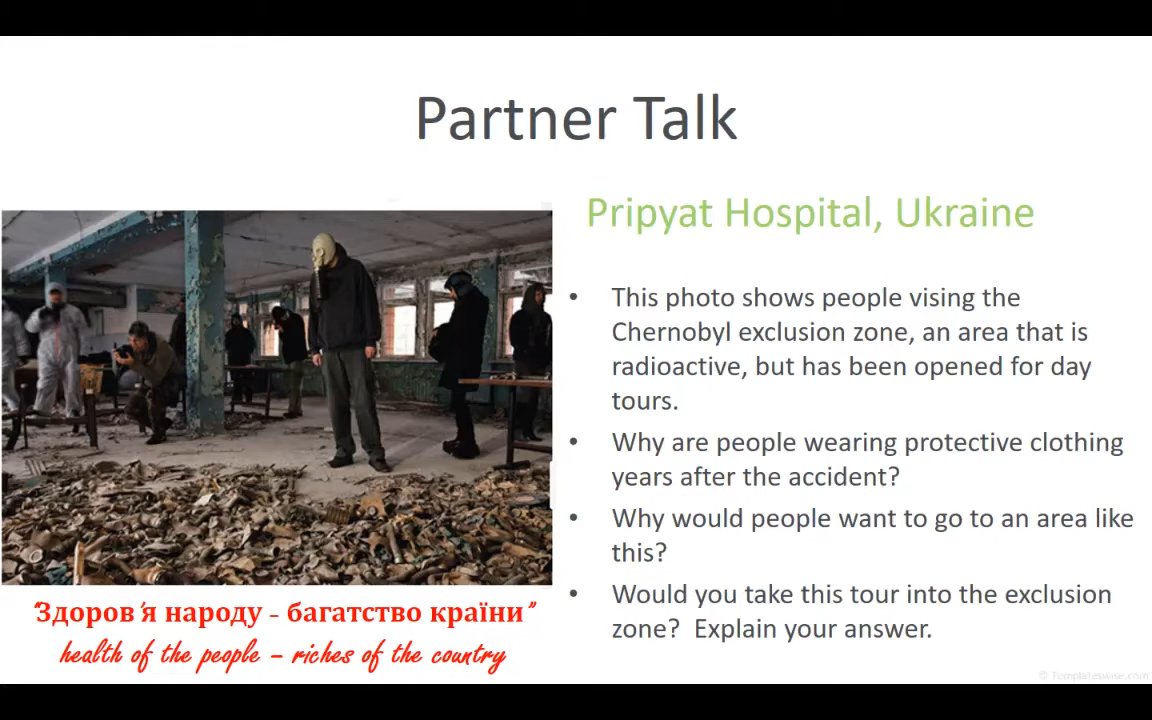 Partner Talk
Pripyat Hospital, Ukraine
• This photo shows people vising the
Chernobyl exclusion zone, an area that is
radioactive, but has been opened for day
tours.
• Why are people wearing protective clothing
years after the accident?
• Why would people want to go to an area like
this?
• Would you take this tour into the exclusion
zone? Explain your answer.
“Здоров’я народу - багатство країни”
health of the people – riches of the country
© Templateswise.com